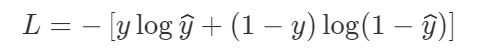 L = − [y log ŷ + (1 − y) log(1 − ŷ)]